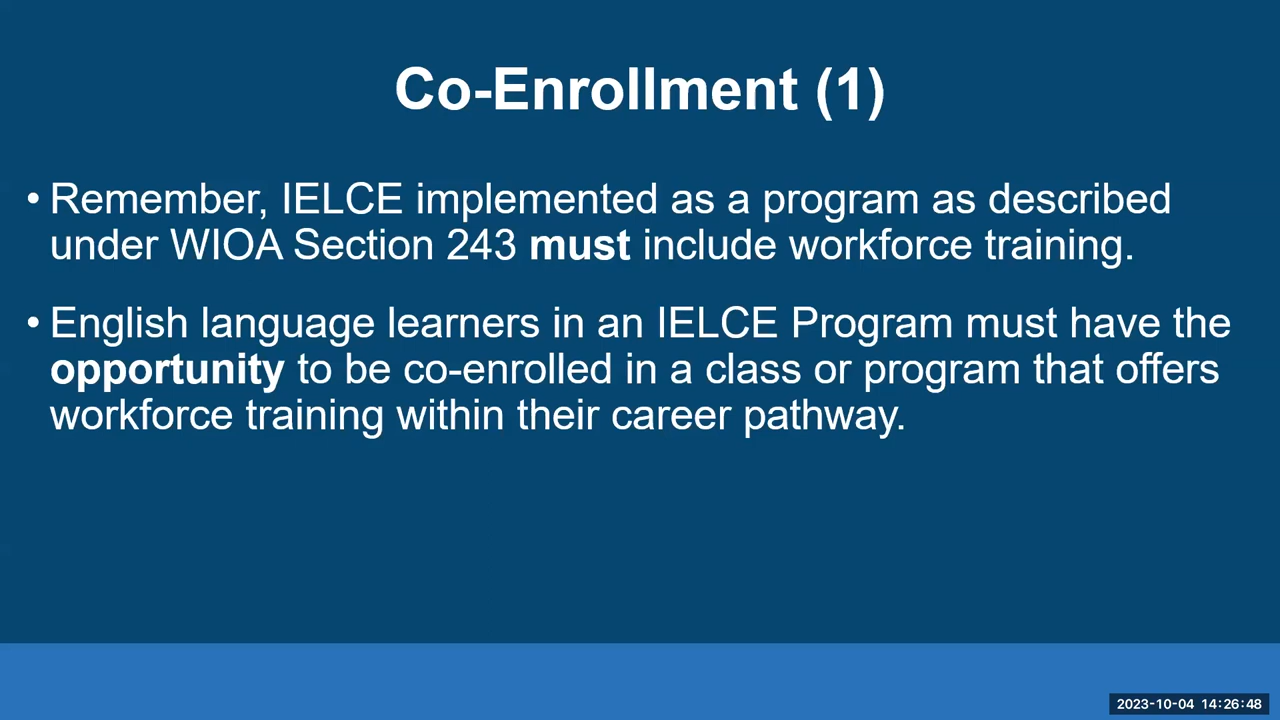 Co-Enrollment (1)
• Remember, IELCE implemented as a program as described
under WIOA Section 243 must include workforce training.
• English language learners in an IELCE Program must have the
opportunity to be co-enrolled in a class or program that offers
workforce training within their career pathway.
2023-10-04 14:26:48